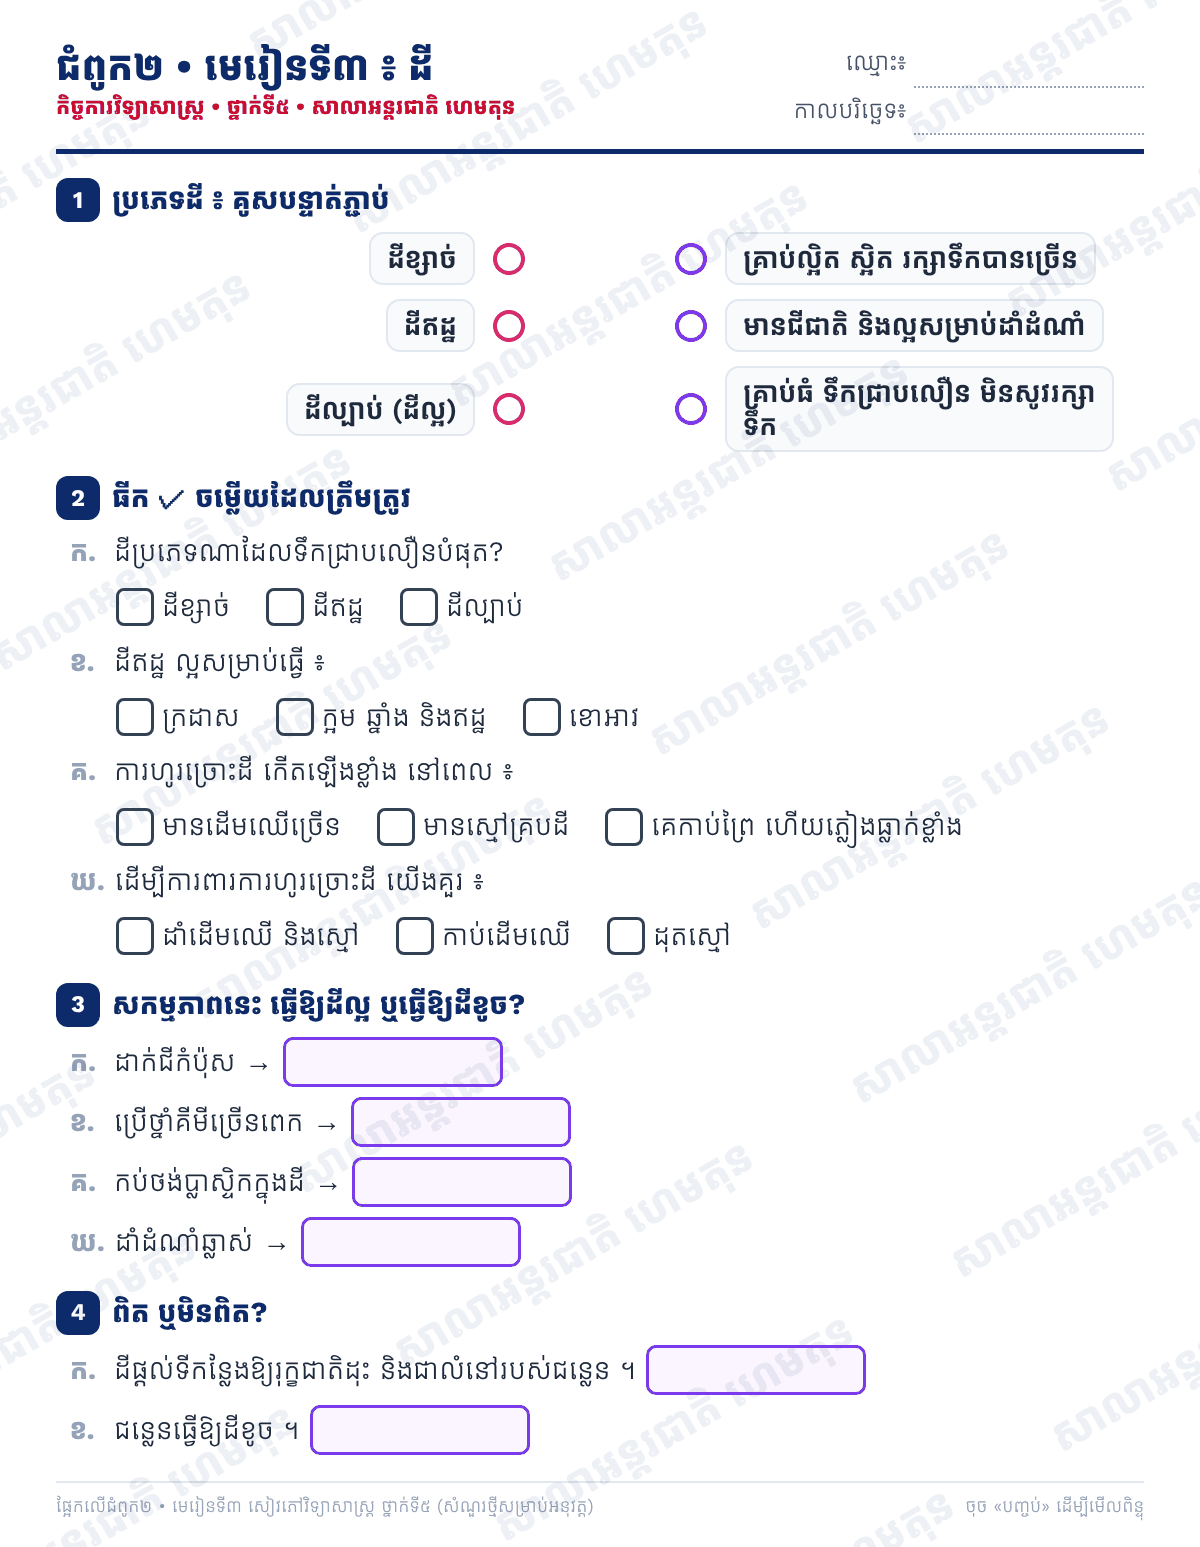 ជំពូក២ • មេរៀនទី៣ ៖ ដី
កិច្ចការវិទ្យាសាស្ត្រ • ថ្នាក់ទី៥ • សាលាអន្តរជាតិ ហេមតុន
ឈ្មោះ៖
កាលបរិច្ឆេទ៖
1 ប្រភេទដី ៖ គូសបន្ទាត់ភ្ជាប់
ដីខ្សាច់ គ្រាប់ល្អិត ស្អិត រក្សាទឹកបានច្រើន
ដីឥដ្ឋ មានជីជាតិ និងល្អសម្រាប់ដាំដំណាំ
ដីល្បាប់ (ដីល្អ) គ្រាប់ធំ ទឹកជ្រាបលឿន មិនសូវរក្សា
ទឹក
2 ធីក ✓ ចម្លើយដែលត្រឹមត្រូវ
ក. ដីប្រភេទណាដែលទឹកជ្រាបលឿនបំផុត?
ដីខ្សាច់ ដីឥដ្ឋ ដីល្បាប់
ខ. ដីឥដ្ឋ ល្អសម្រាប់ធ្វើ ៖
ក្រដាស ក្អម ឆ្នាំង និងឥដ្ឋ ខោអាវ
គ. ការហូរច្រោះដី កើតឡើងខ្លាំង នៅពេល ៖
មានដើមឈើច្រើន មានស្មៅគ្របដី គេកាប់ព្រៃ ហើយភ្លៀងធ្លាក់ខ្លាំង
ឃ. ដើម្បីការពារការហូរច្រោះដី យើងគួរ ៖
ដាំដើមឈើ និងស្មៅ កាប់ដើមឈើ ដុតស្មៅ
3 សកម្មភាពនេះ ធ្វើឱ្យដីល្អ ឬធ្វើឱ្យដីខូច?
ក. ដាក់ជីកំប៉ុស →
ខ. ប្រើថ្នាំគីមីច្រើនពេក →
គ. កប់ថង់ប្លាស្ទិកក្នុងដី →
ឃ. ដាំដំណាំឆ្លាស់ →
4 ពិត ឬមិនពិត?
ក. ដីផ្តល់ទីកន្លែងឱ្យរុក្ខជាតិដុះ និងជាលំនៅរបស់ជន្លេន ។
ខ. ជន្លេនធ្វើឱ្យដីខូច ។
ផ្អែកលើជំពូក២ • មេរៀនទី៣ សៀវភៅវិទ្យាសាស្ត្រ ថ្នាក់ទី៥ (សំណួរថ្មីសម្រាប់អនុវត្ត)
ចុច «បញ្ចប់» ដើម្បីមើលពិន្ទុ